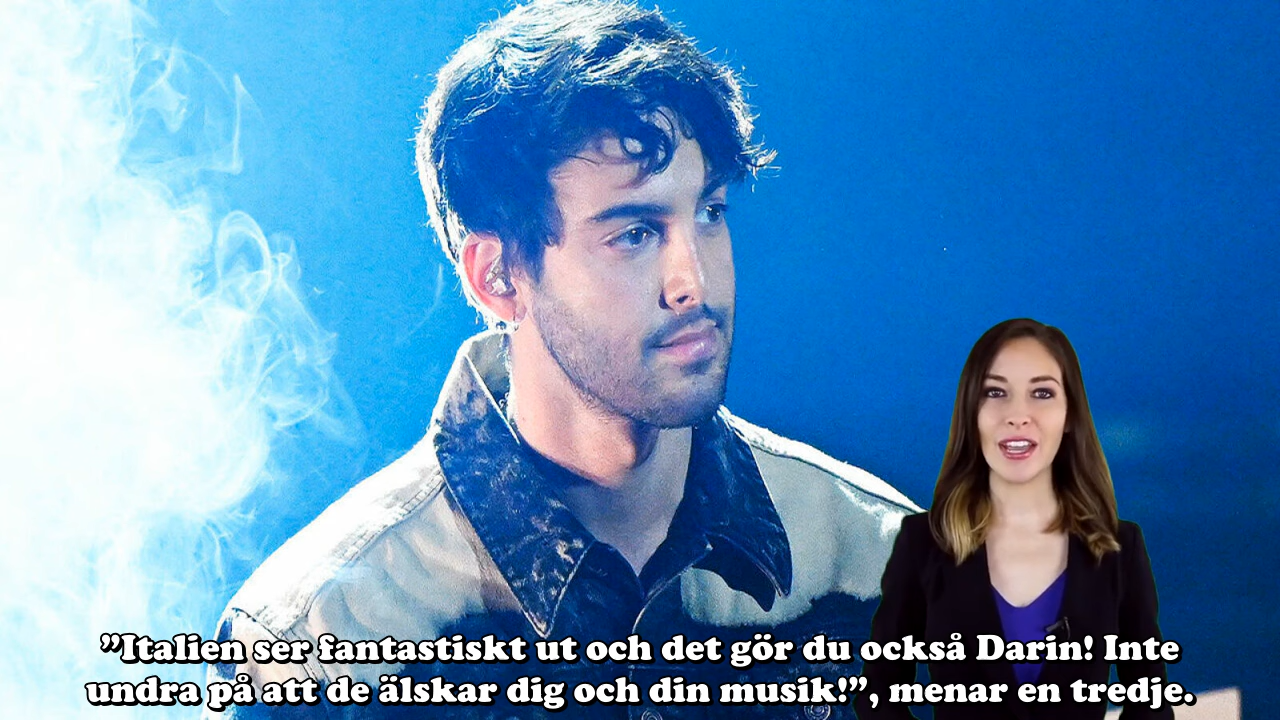 ”Italien ser fantastiskt ut och det gör du också Darin! Inte
undra på att de älskar dig och din musik!”, menar en tredje.